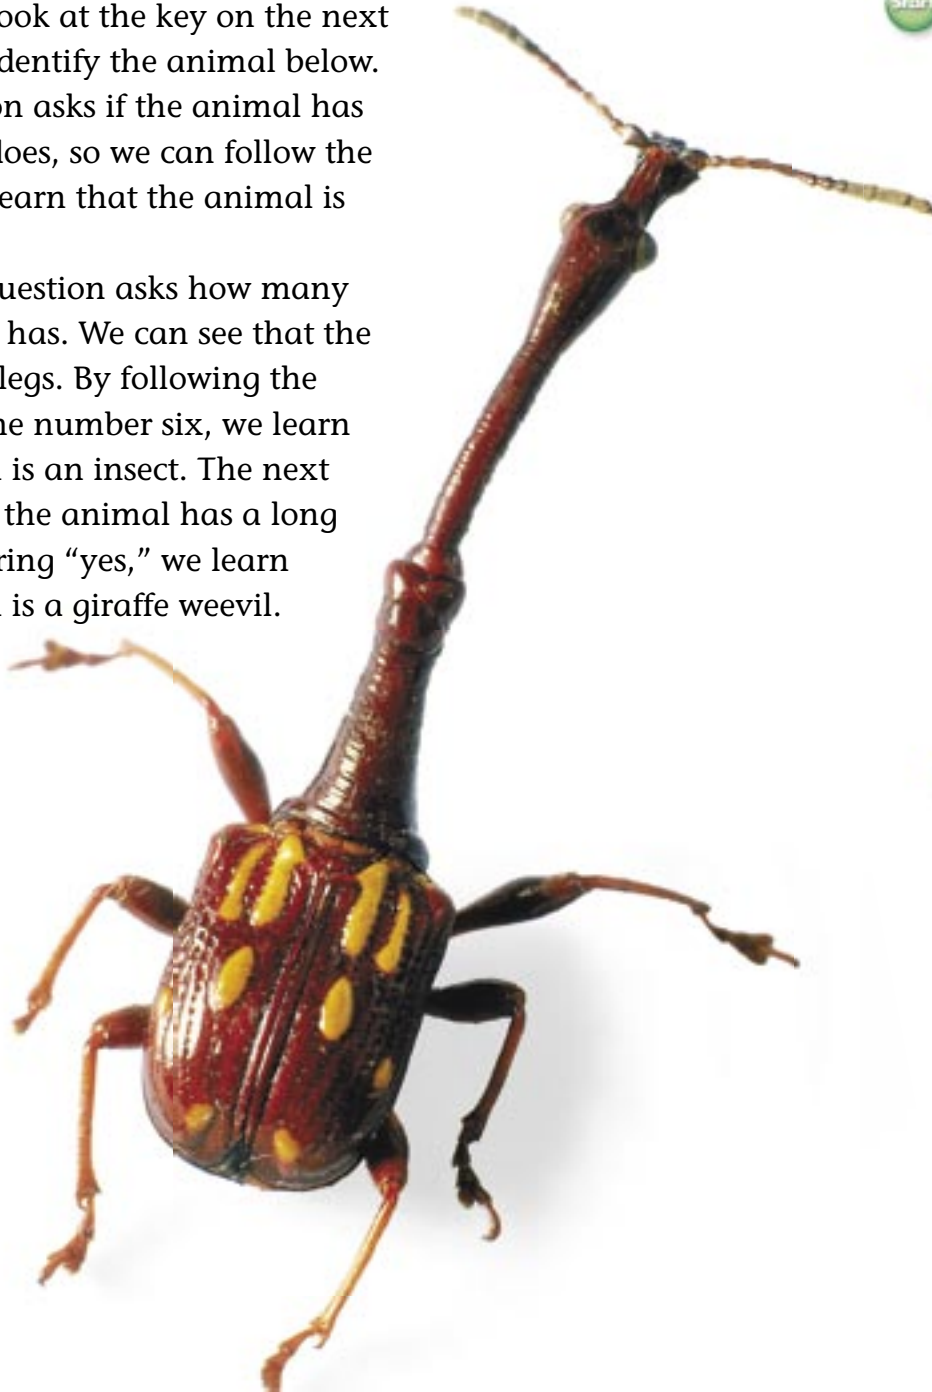 ook at the key on the next
dentify the animal below.
on asks if the animal has
loes, so we can follow the
earn that the animal is
uestion asks how many
has. We can see that the
legs. By following the
ne number six, we learn
is an insect. The next
the animal has a long
ring “yes,” we learn
is a giraffe weevil.